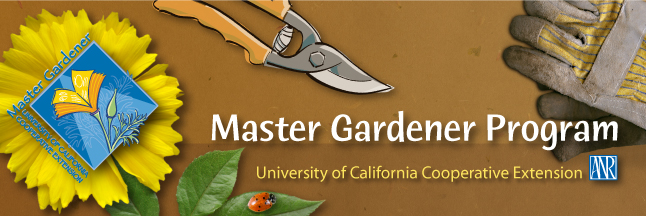 Master Gardener
UNIVERSITY OF CALIFORNIA
COOPERATIVE EXTENSION
Master Gardener Program
University of California Cooperative Extension ANR